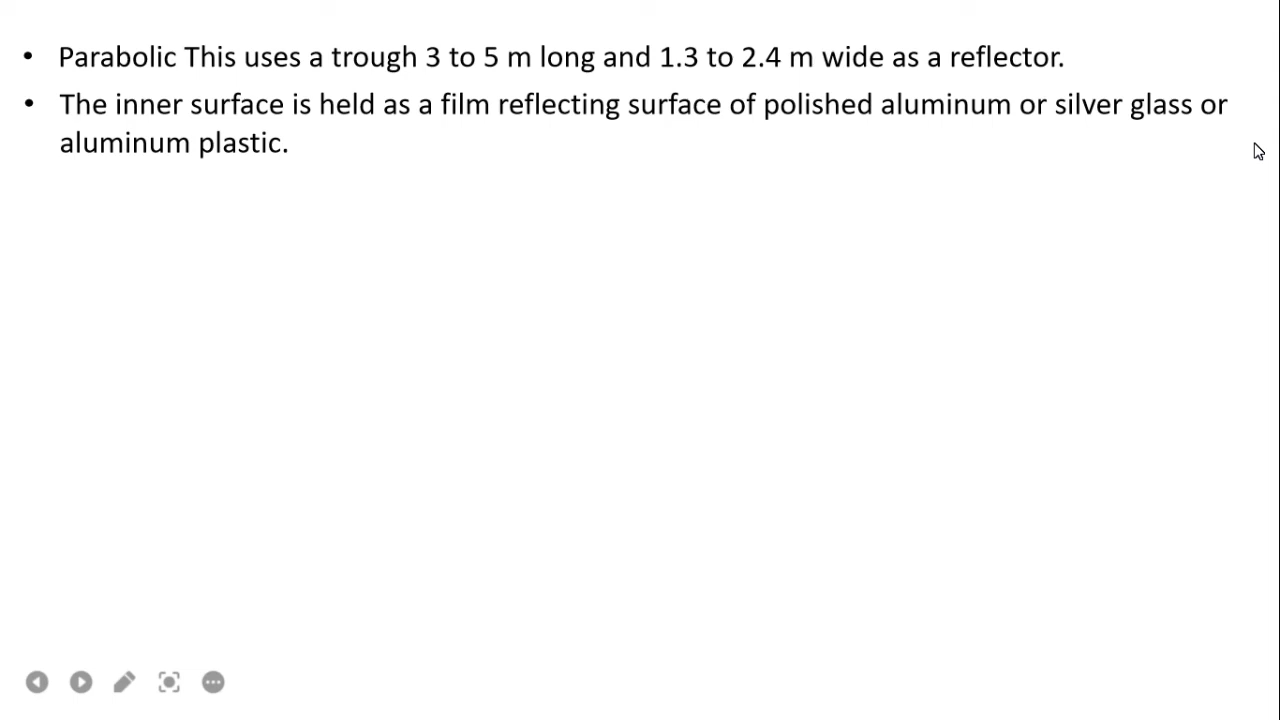 • Parabolic This uses a trough 3 to 5 m long and 1.3 to 2.4 m wide as a reflector.
• The inner surface is held as a film reflecting surface of polished aluminum or silver glass or
aluminum plastic.